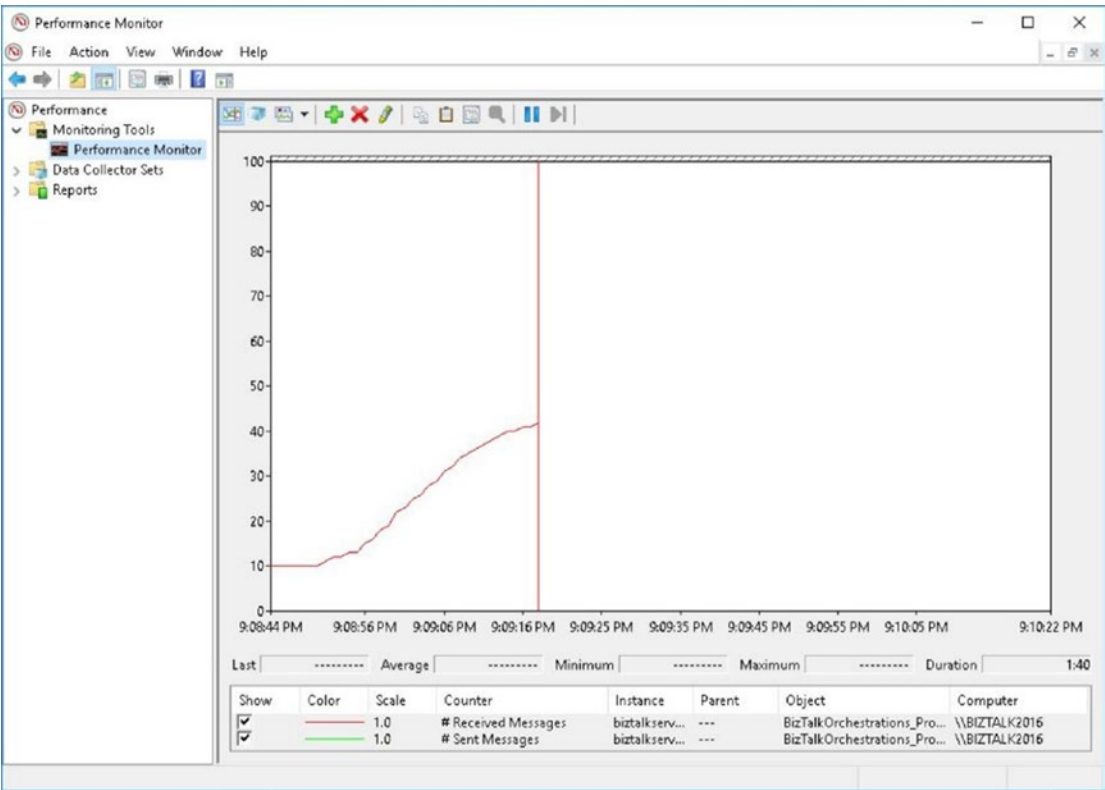 Performance Monitor
File Action View Window Help
Performance
Monitoring Tools
Performance Monitor
Data Collector Sets
Reports
100
90
80
70
60
50
40
30
20
10
0
9:08:44 PM 9:08:56 PM 9:09:06 PM 9:09:16 PM 9:09:25 PM 9:09:35 PM 9:09:45 PM 9:09:55 PM 9:10:05 PM 9:10:22 PM
Last --------- Average --------- Minimum --------- Maximum --------- Duration 1:40
Show Color Scale Counter Instance Parent Object Computer
1.0 # Received Messages biztalkserv... --- BizTalkOrchestrations_Pro... \\BIZTALK2016
1.0 # Sent Messages biztalkserv... --- BizTalkOrchestrations_Pro... \\BIZTALK2016